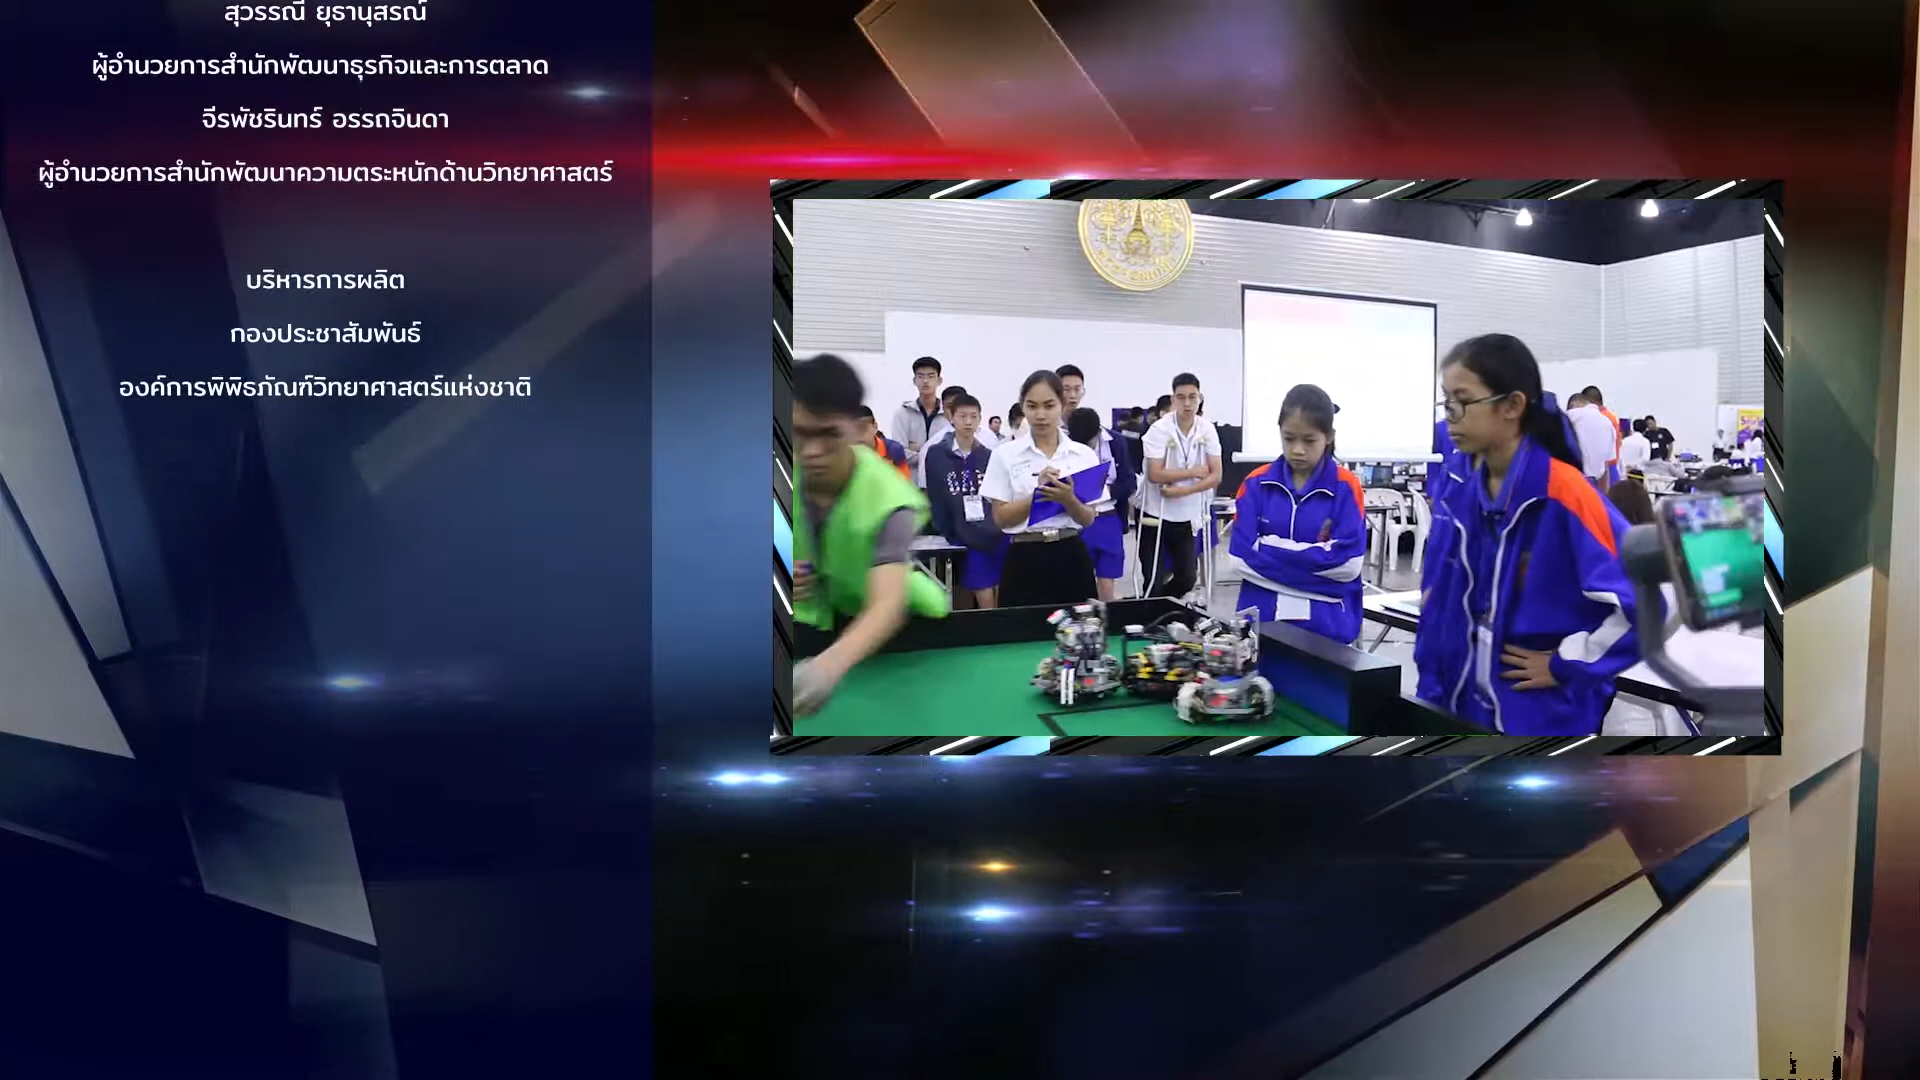 สุวรรณี ยุธานุสรณ์
ผู้อำนวยการสำนักพัฒนาธุรกิจและการตลาด
จีรพัชรินทร์ อรรถจินดา
ผู้อำนวยการสำนักพัฒนาความตระหนักด้านวิทยาศาสตร์
บริหารการผลิต
กองประชาสัมพันธ์
องค์การพิพิธภัณฑ์วิทยาศาสตร์แห่งชาติ